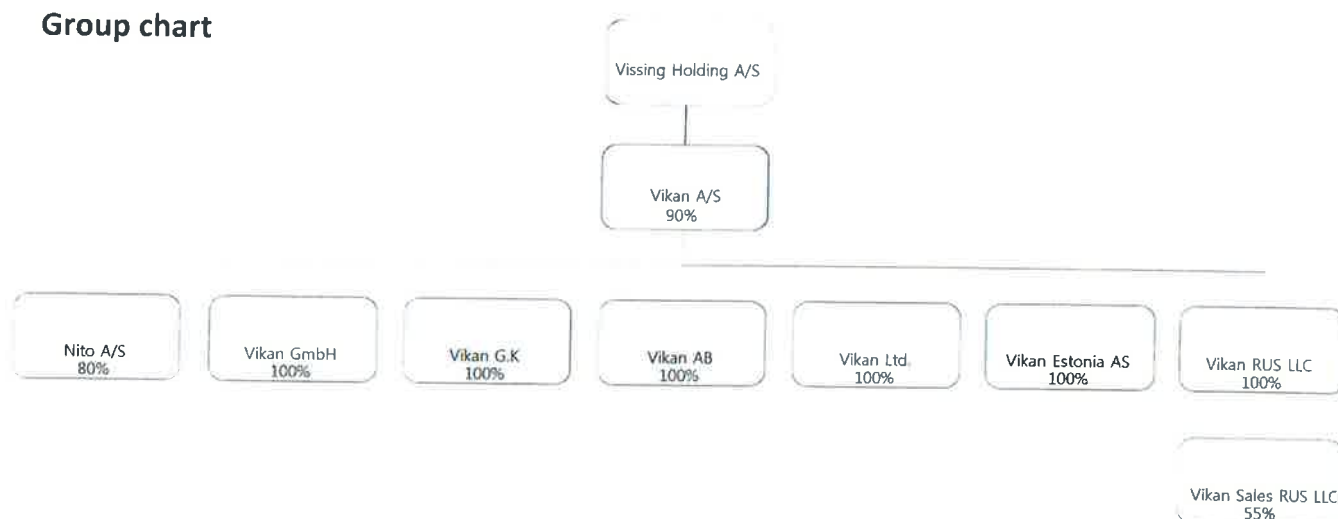 Group chart
Vissing Holding A/S
Vikan A/S
90%
Nito A/S
80%
Vikan GmbH
100%
Vikan G.K
100%
Vikan AB
100%
Vikan Ltd.
100%
Vikan Estonia AS
100%
Vikan RUS LLC
100%
Vikan Sales RUS LLC
55%